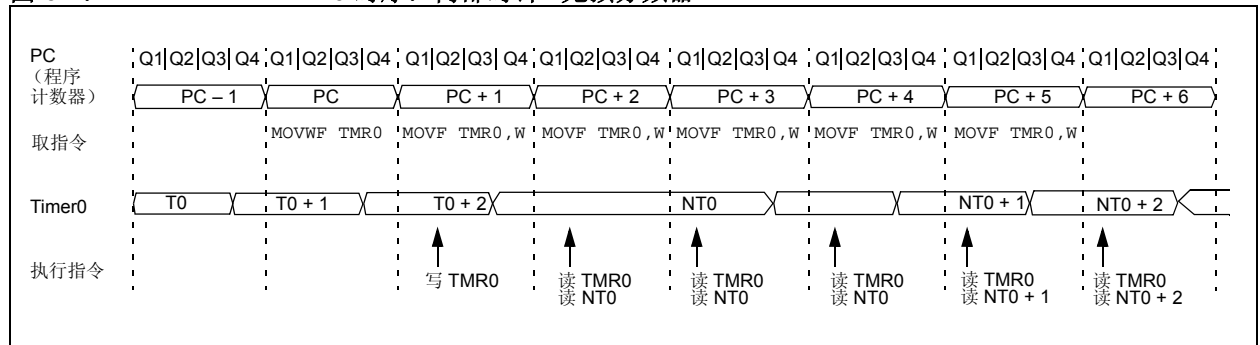 PC
（程序
计数器）
Q1|Q2|Q3|Q4 Q1|Q2|Q3|Q4 Q1|Q2|Q3|Q4 Q1|Q2|Q3|Q4 Q1|Q2|Q3|Q4 Q1|Q2|Q3|Q4 Q1|Q2|Q3|Q4 Q1|Q2|Q3|Q4
PC – 1 PC PC + 1 PC + 2 PC + 3 PC + 4 PC + 5 PC + 6
取指令 MOVWF TMR0 MOVF TMR0,W MOVF TMR0,W MOVF TMR0,W MOVF TMR0,W MOVF TMR0,W
Timer0 T0 T0 + 1 T0 + 2 NT0 NT0 + 1 NT0 + 2
执行指令
写 TMR0 读 TMR0 读 TMR0 读 TMR0 读 TMR0 读 TMR0
读 NT0 读 NT0 读 NT0 读 NT0 + 1 读 NT0 + 2